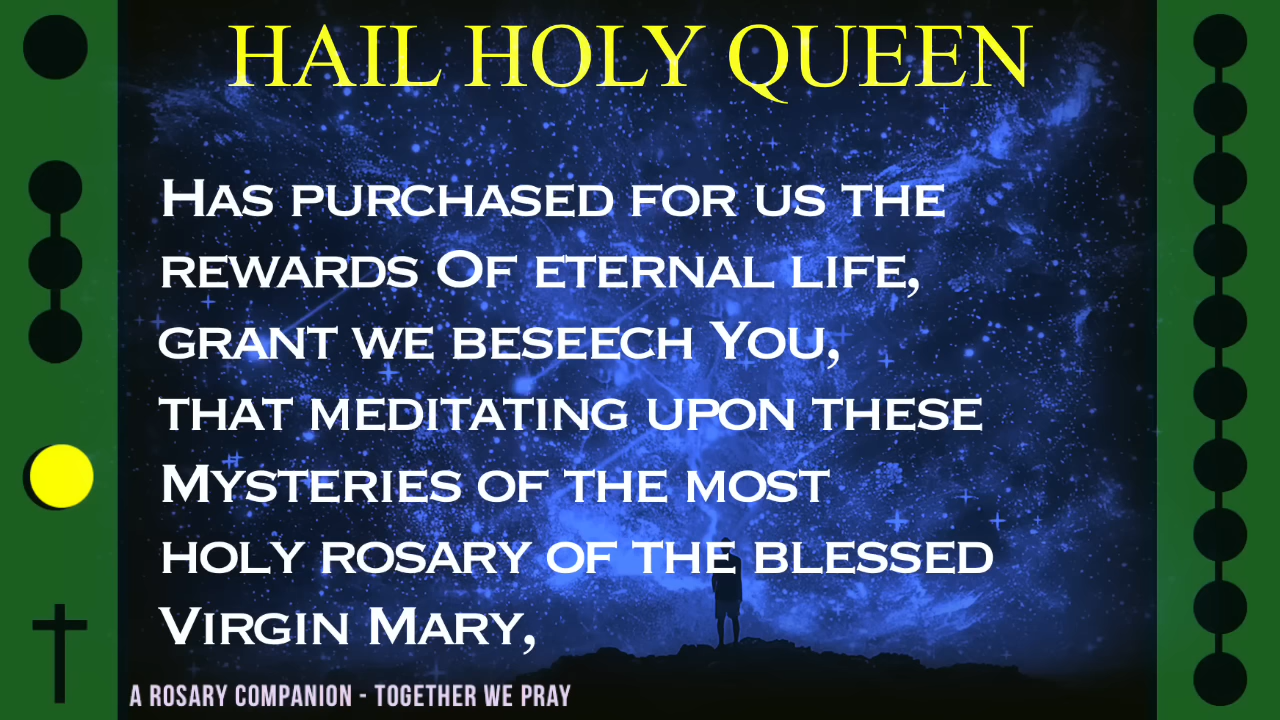 HAIL HOLY QUEEN
Has purchased for us the
rewards Of eternal life,
grant we beseech You,
that meditating upon these
Mysteries of the most
holy rosary of the blessed
Virgin Mary,
A ROSARY COMPANION - TOGETHER WE PRAY